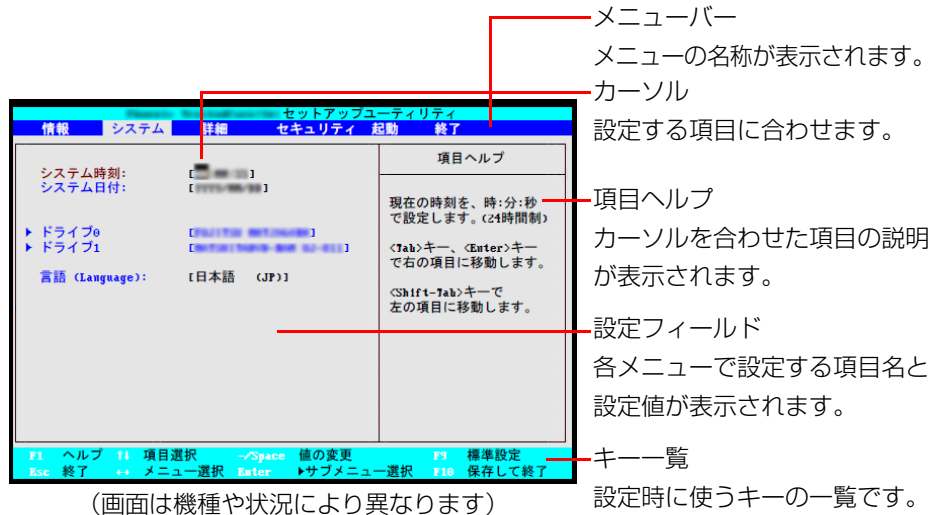 メニューバー
メニューの名称が表示されます。
カーソル
設定する項目に合わせます。
項目ヘルプ
カーソルを合わせた項目の説明
が表示されます。
設定フィールド
各メニューで設定する項目名と
設定値が表示されます。
キー一覧
設定時に使うキーの一覧です。
セットアップユーティリティ
情報 システム 詳細 セキュリティ 起動 終了
システム時刻:
システム日付:
ドライブ0
ドライブ1
言語 (Language): [日本語 (JP)]
項目ヘルプ
現在の時刻を、時:分:秒
で設定します。(24時間制)
<Tab>キー、<Enter>キー
で右の項目に移動します。
<Shift-Tab>キーで
左の項目に移動します。
F1 ヘルプ ↑↓ 項目選択 -/Space 値の変更 F9 標準設定
Esc 終了 ↔ メニュー選択 Enter ▶サブメニュー選択 F10 保存して終了
(画面は機種や状況により異なります)